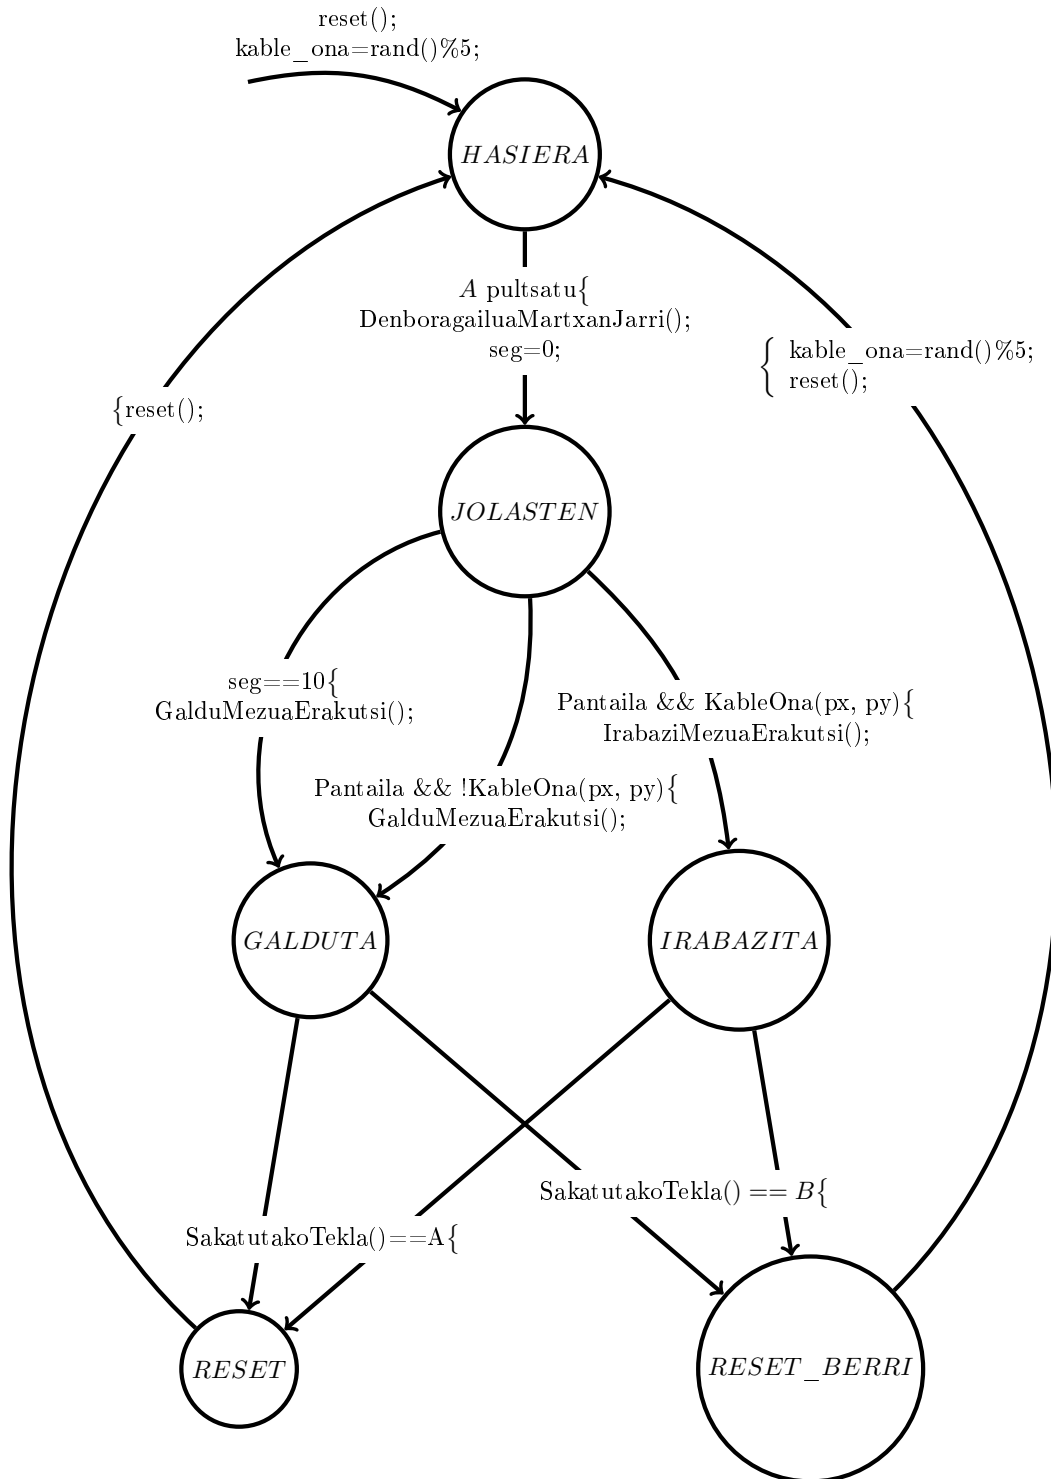 reset();
kable_ona=rand()%5;
HASIERA
A pultsatu{
DenboragailuaMartxanJarri();
seg=0;
{ kable_ona=rand()%5;
reset();
{reset();
JOLASTEN
seg==10{
GalduMezuaErakutsi();
Pantaila && KableOna(px, py){
IrabaziMezuaErakutsi();
Pantaila && !KableOna(px, py){
GalduMezuaErakutsi();
GALDUTA
IRABAZITA
SakatutakoTekla() == B{
SakatutakoTekla()==A{
RESET
RESET_BERRI